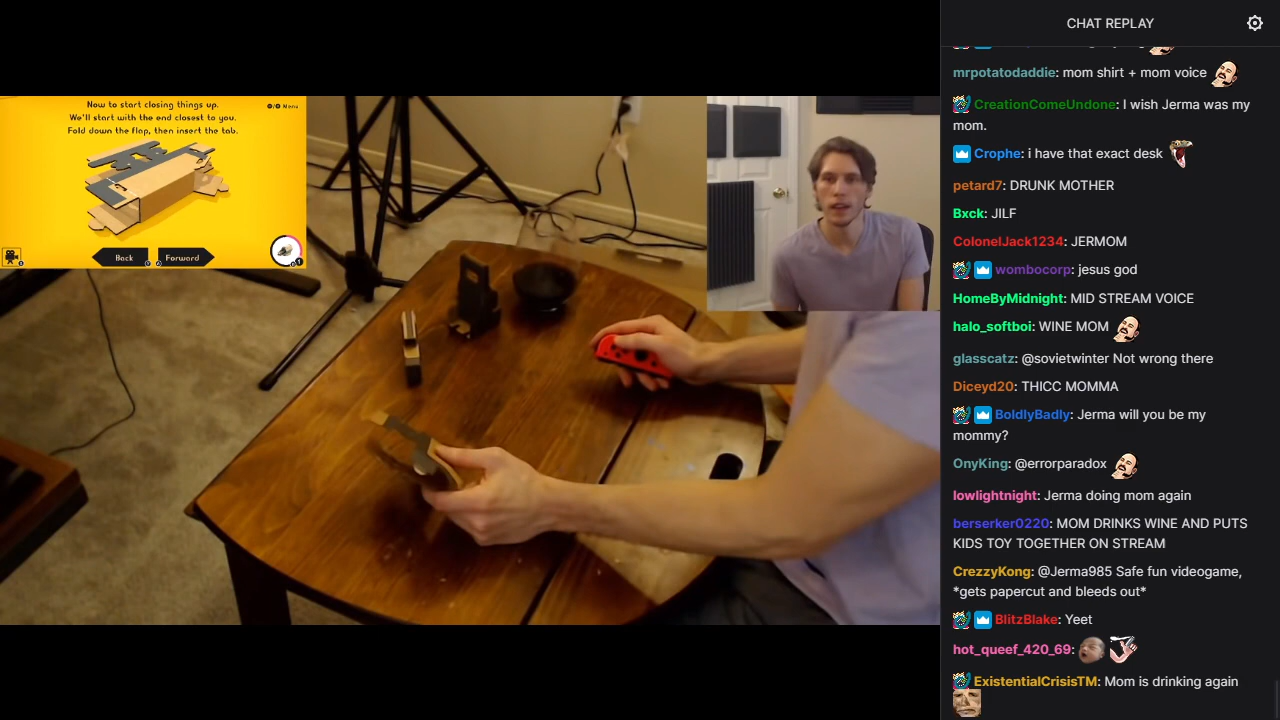 Now to start closing things up.
We'll start with the end closest to you.
Fold down the flap, then insert the tab.
Menu
Back
Forward
CHAT REPLAY
mrpotatodaddie: mom shirt + mom voice
CreationComeUndone: I wish Jerma was my
mom.
Crophe: i have that exact desk
petard7: DRUNK MOTHER
Bxck: JILF
ColonelJack1234: JERMOM
wombocorp: jesus god
HomeByMidnight: MID STREAM VOICE
halo_softboi: WINE MOM
glasscatz: @sovietwinter Not wrong there
Diceyd20: THICC MOMMA
BoldlyBadly: Jerma will you be my
mommy?
OnyKing: @errorparadox
lowlightnight: Jerma doing mom again
berserker0220: MOM DRINKS WINE AND PUTS
KIDS TOY TOGETHER ON STREAM
CrezzyKong: @Jerma985 Safe fun videogame,
*gets papercut and bleeds out*
BlitzBlake: Yeet
hot_queef_420_69:
ExistentialCrisisTM: Mom is drinking again